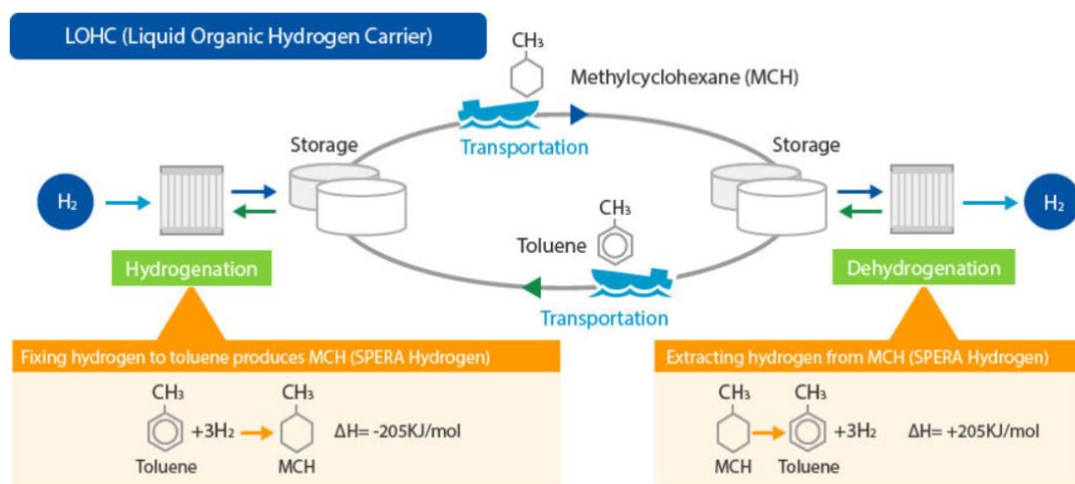 LOHC (Liquid Organic Hydrogen Carrier)
CH₃
Methylcyclohexane (MCH)
Transportation
Storage
Storage
H₂
H₂
CH₃
Toluene
Transportation
Hydrogenation
Dehydrogenation
Fixing hydrogen to toluene produces MCH (SPERA Hydrogen)
CH₃
CH₃
+3H₂
ΔH= -205KJ/mol
Toluene
MCH
Extracting hydrogen from MCH (SPERA Hydrogen)
CH₃
CH₃
+3H₂
ΔH= +205KJ/mol
MCH
Toluene